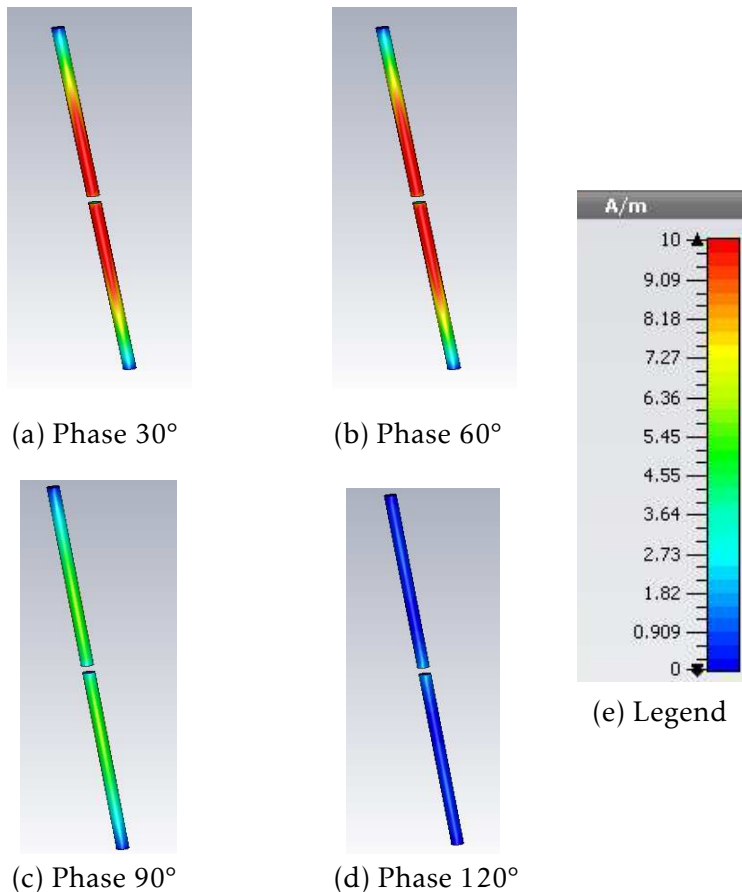 A/m
10
9.09
8.18
7.27
6.36
5.45
4.55
3.64
2.73
1.82
0.909
0
(a) Phase 30°
(b) Phase 60°
(e) Legend
(c) Phase 90°
(d) Phase 120°